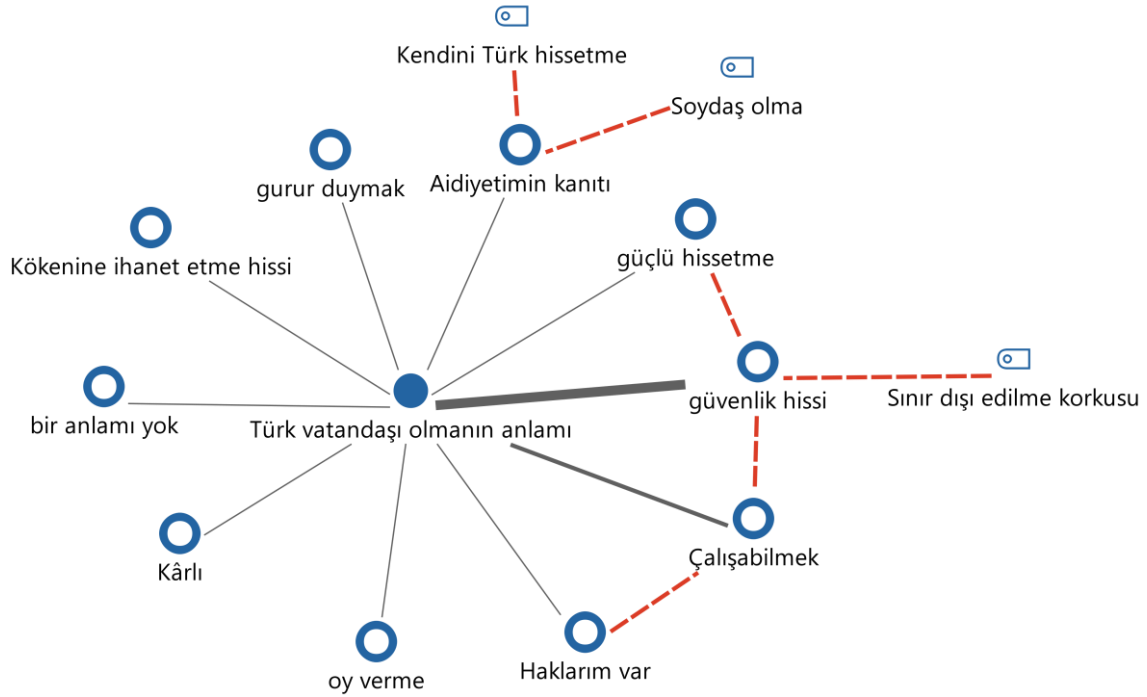 Kendini Türk hissetme
Soydaş olma
gurur duymak
Aidiyetimin kanıtı
Kökenine ihanet etme hissi
güçlü hissetme
bir anlamı yok
Türk vatandaşı olmanın anlamı
güvenlik hissi
Sınır dışı edilme korkusu
Kârlı
Çalışabilmek
oy verme
Haklarım var